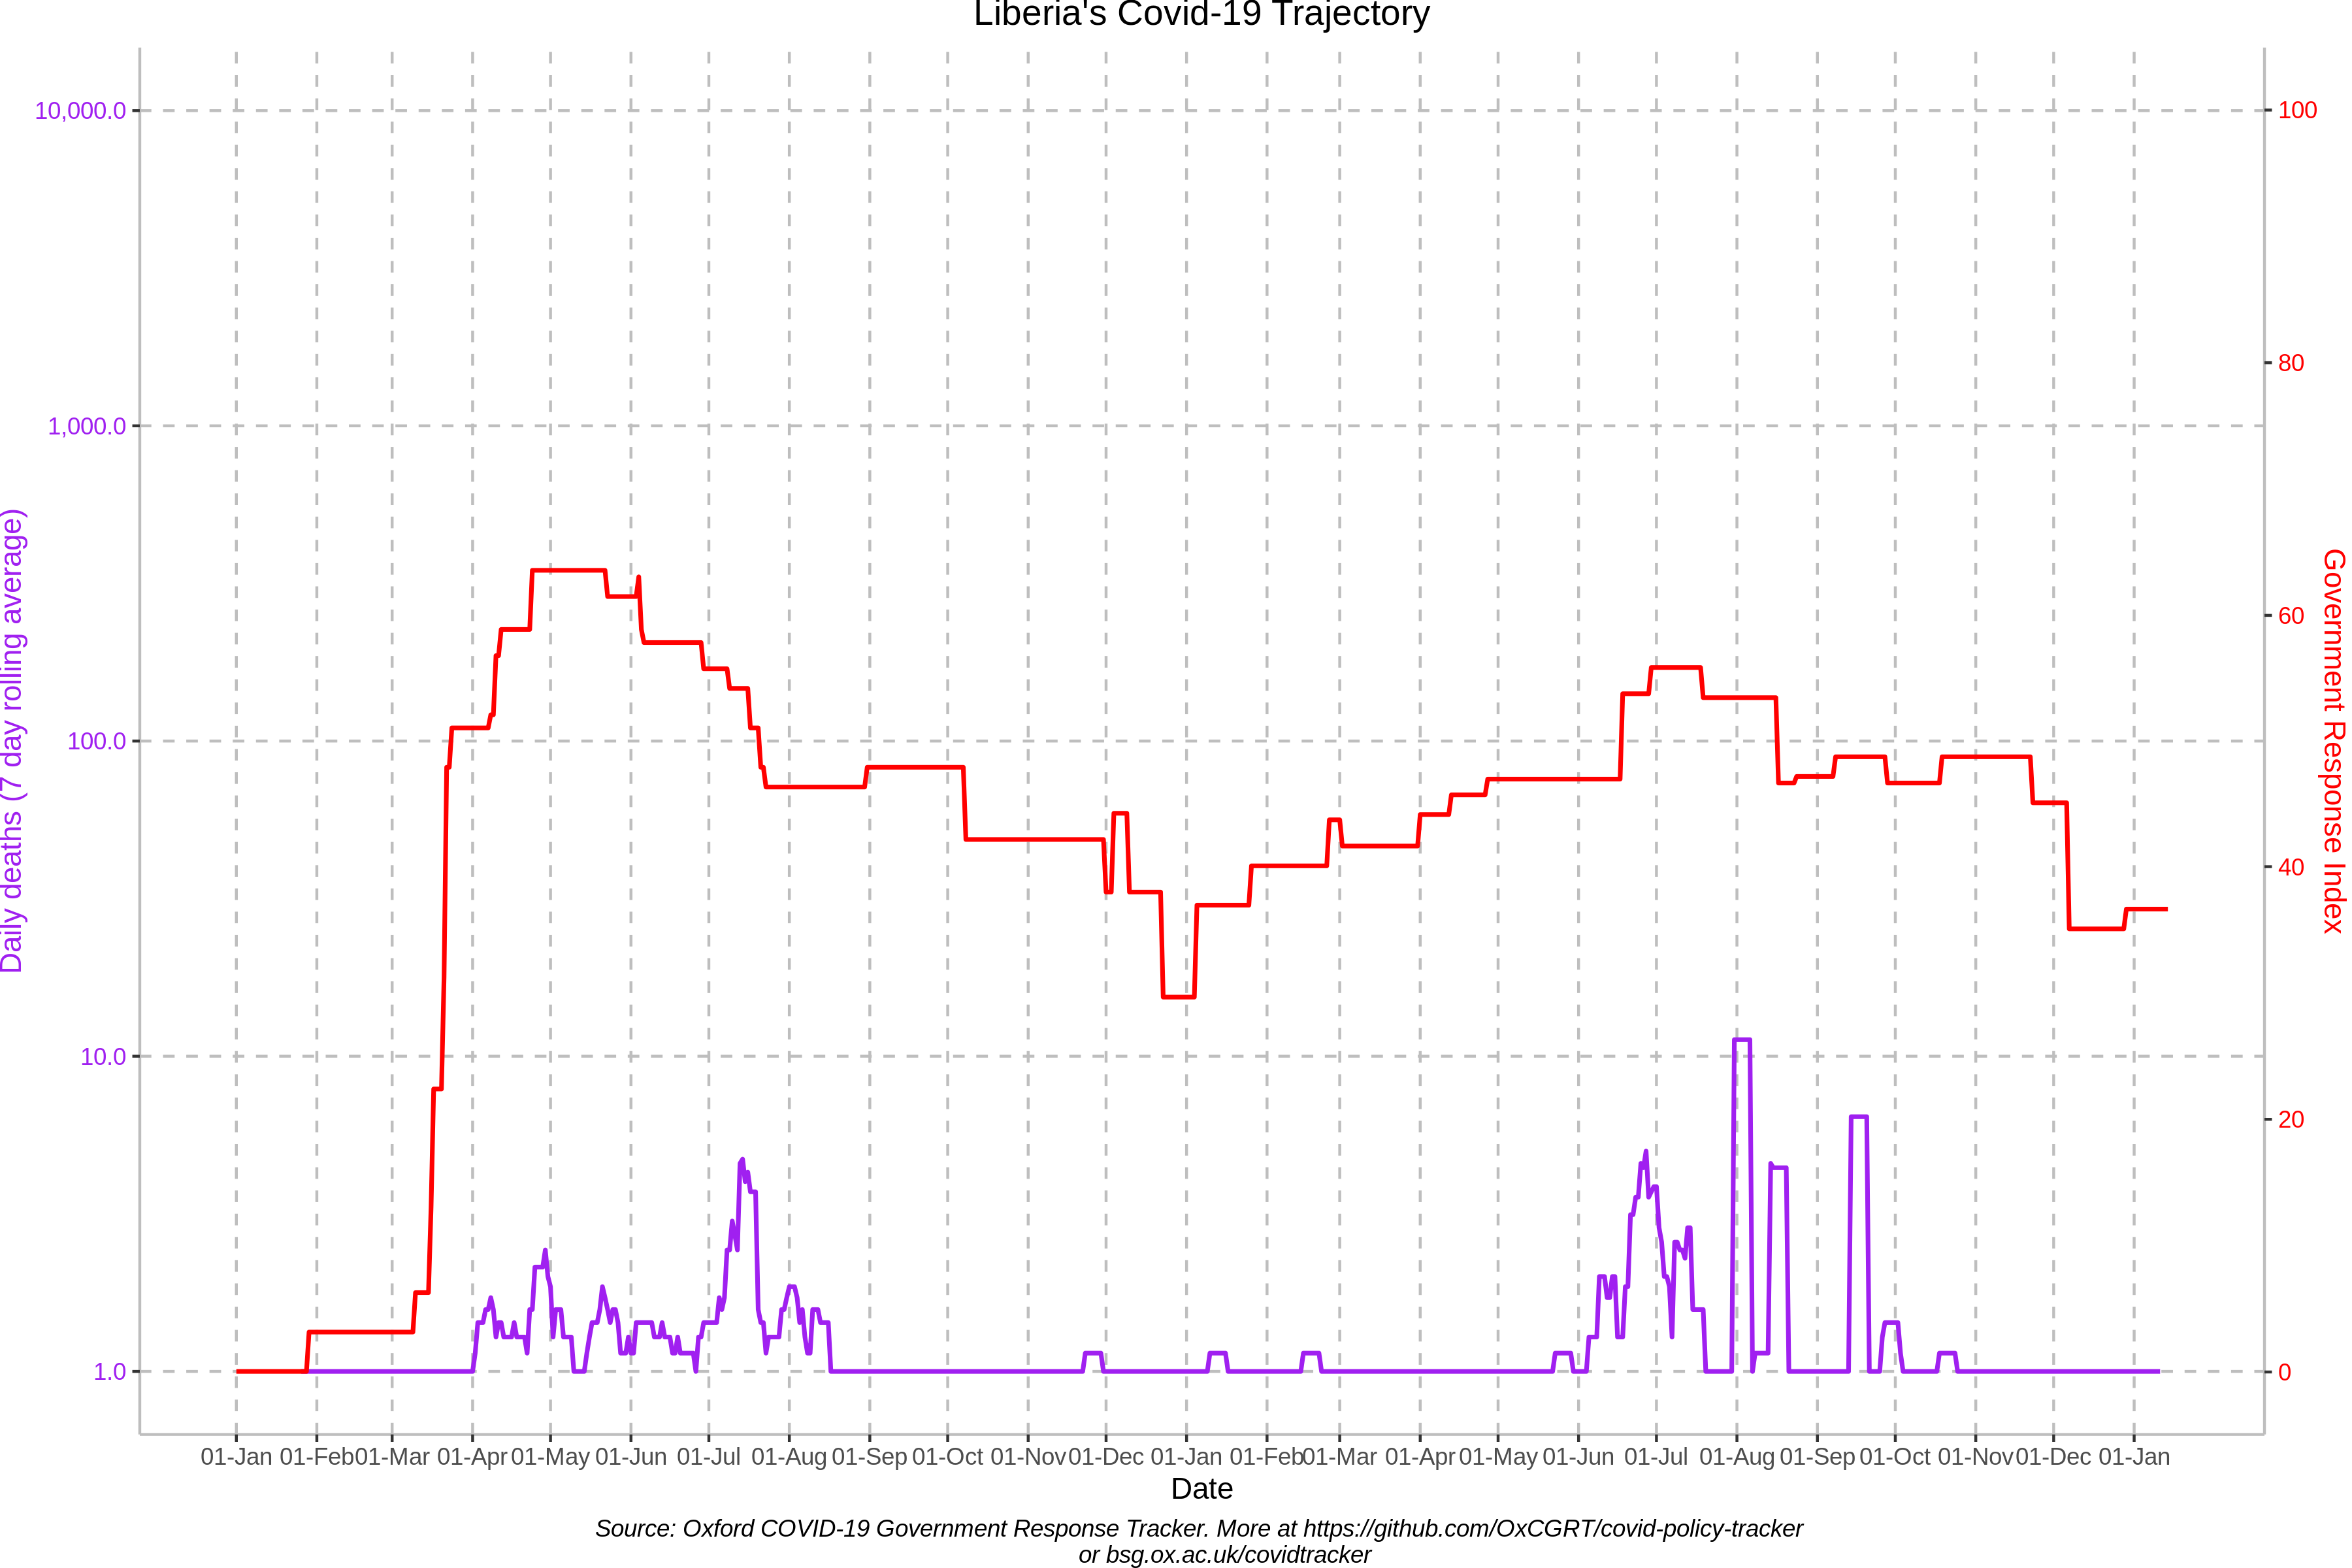 Liberia's Covid-19 Trajectory
10,000.0
1,000.0
100.0
10.0
1.0
Daily deaths (7 day rolling average)
100
80
60
40
20
0
Government Response Index
01-Jan 01-Feb 01-Mar 01-Apr 01-May 01-Jun 01-Jul 01-Aug 01-Sep 01-Oct 01-Nov 01-Dec 01-Jan 01-Feb 01-Mar 01-Apr 01-May 01-Jun 01-Jul 01-Aug 01-Sep 01-Oct 01-Nov 01-Dec 01-Jan
Date
Source: Oxford COVID-19 Government Response Tracker. More at https://github.com/OxCGRT/covid-policy-tracker
or bsg.ox.ac.uk/covidtracker